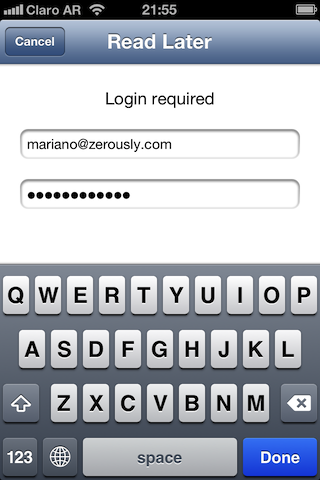 Claro AR 21:55
Cancel Read Later
Login required
mariano@zerously.com
●●●●●●●●●●●●
Q W E R T Y U I O P
A S D F G H J K L
Z X C V B N M
123 space Done